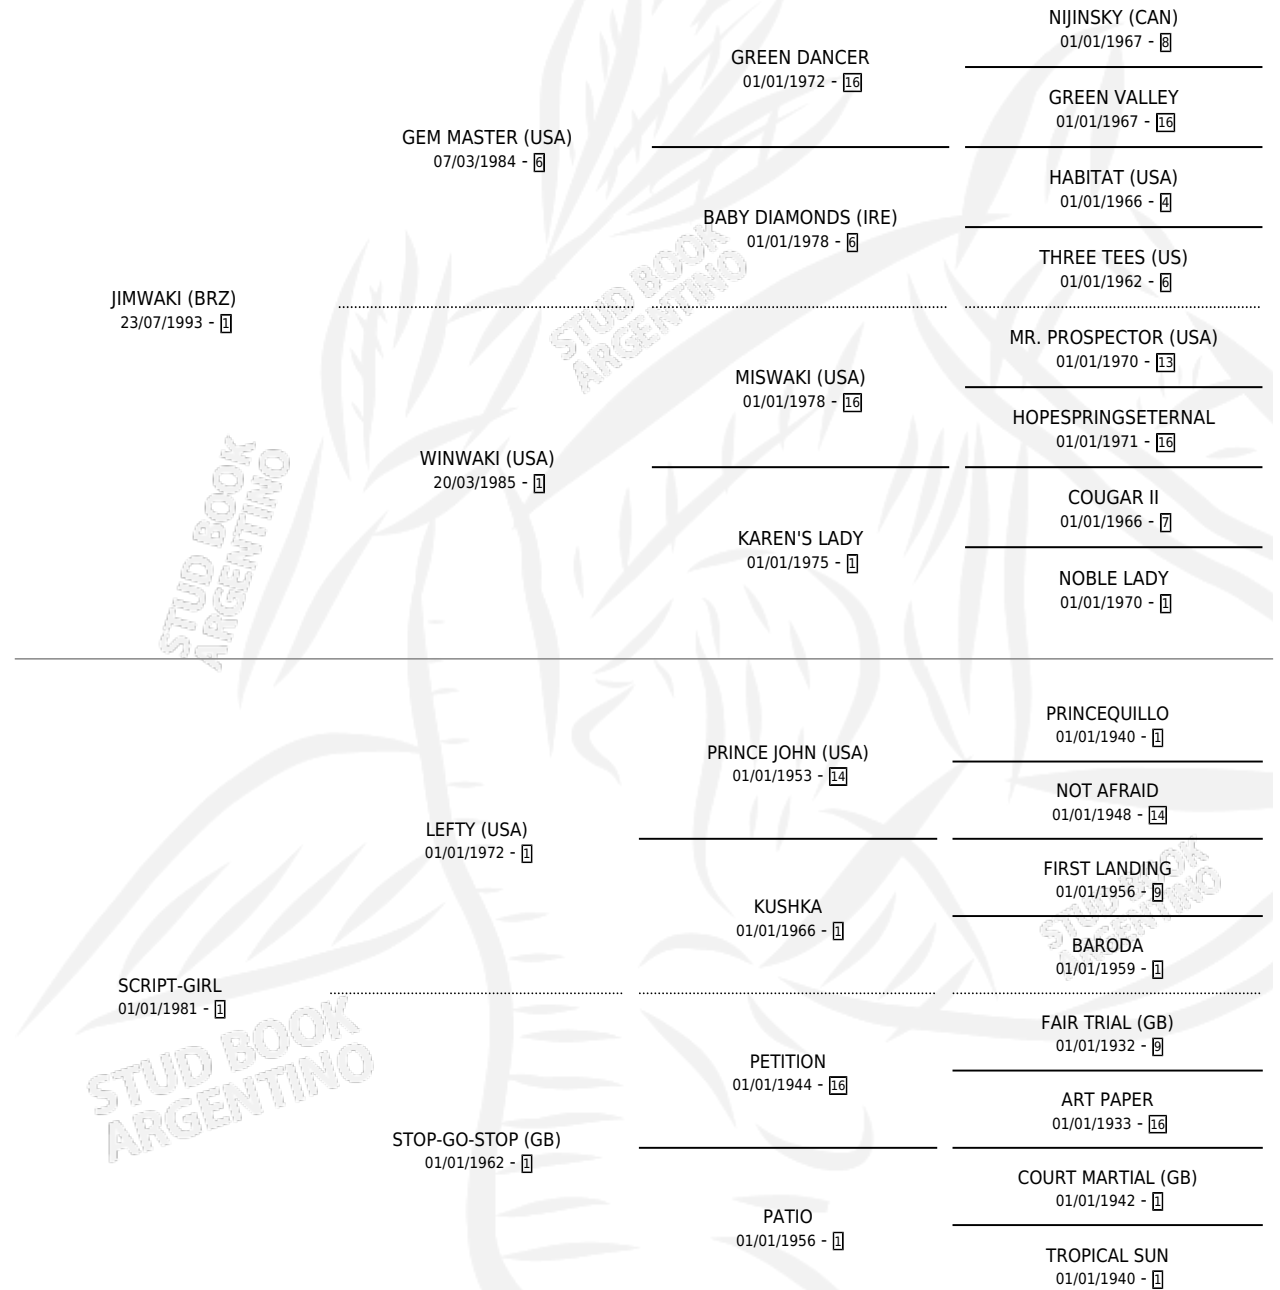 NIJINSKY (CAN)
01/01/1967 - 8
GREEN DANCER
01/01/1972 - 16
GREEN VALLEY
01/01/1967 - 16
GEM MASTER (USA)
07/03/1984 - 6
HABITAT (USA)
01/01/1966 - 4
BABY DIAMONDS (IRE)
01/01/1978 - 6
THREE TEES (US)
01/01/1962 - 6
JIMWAKI (BRZ)
23/07/1993 - 1
STUD BOOK
ARGENTINO
MR. PROSPECTOR (USA)
01/01/1970 - 13
MISWAKI (USA)
01/01/1978 - 16
HOPESPRINGSETERNAL
01/01/1971 - 16
WINWAKI (USA)
20/03/1985 - 1
COUGAR II
01/01/1966 - 7
KAREN'S LADY
01/01/1975 - 1
NOBLE LADY
01/01/1970 - 1
STUD BOOK
ARGENTINO
PRINCEQUILLO
01/01/1940 - 1
PRINCE JOHN (USA)
01/01/1953 - 14
NOT AFRAID
01/01/1948 - 14
LEFTY (USA)
01/01/1972 - 1
FIRST LANDING
01/01/1956 - 9
KUSHKA
01/01/1966 - 1
BARODA
01/01/1959 - 1
STUD BOOK
ARGENTINO
SCRIPT-GIRL
01/01/1981 - 1
FAIR TRIAL (GB)
01/01/1932 - 9
PETITION
01/01/1944 - 16
ART PAPER
01/01/1933 - 16
STUD BOOK
ARGENTINO
STOP-GO-STOP (GB)
01/01/1962 - 1
COURT MARTIAL (GB)
01/01/1942 - 1
PATIO
01/01/1956 - 1
TROPICAL SUN
01/01/1940 - 1